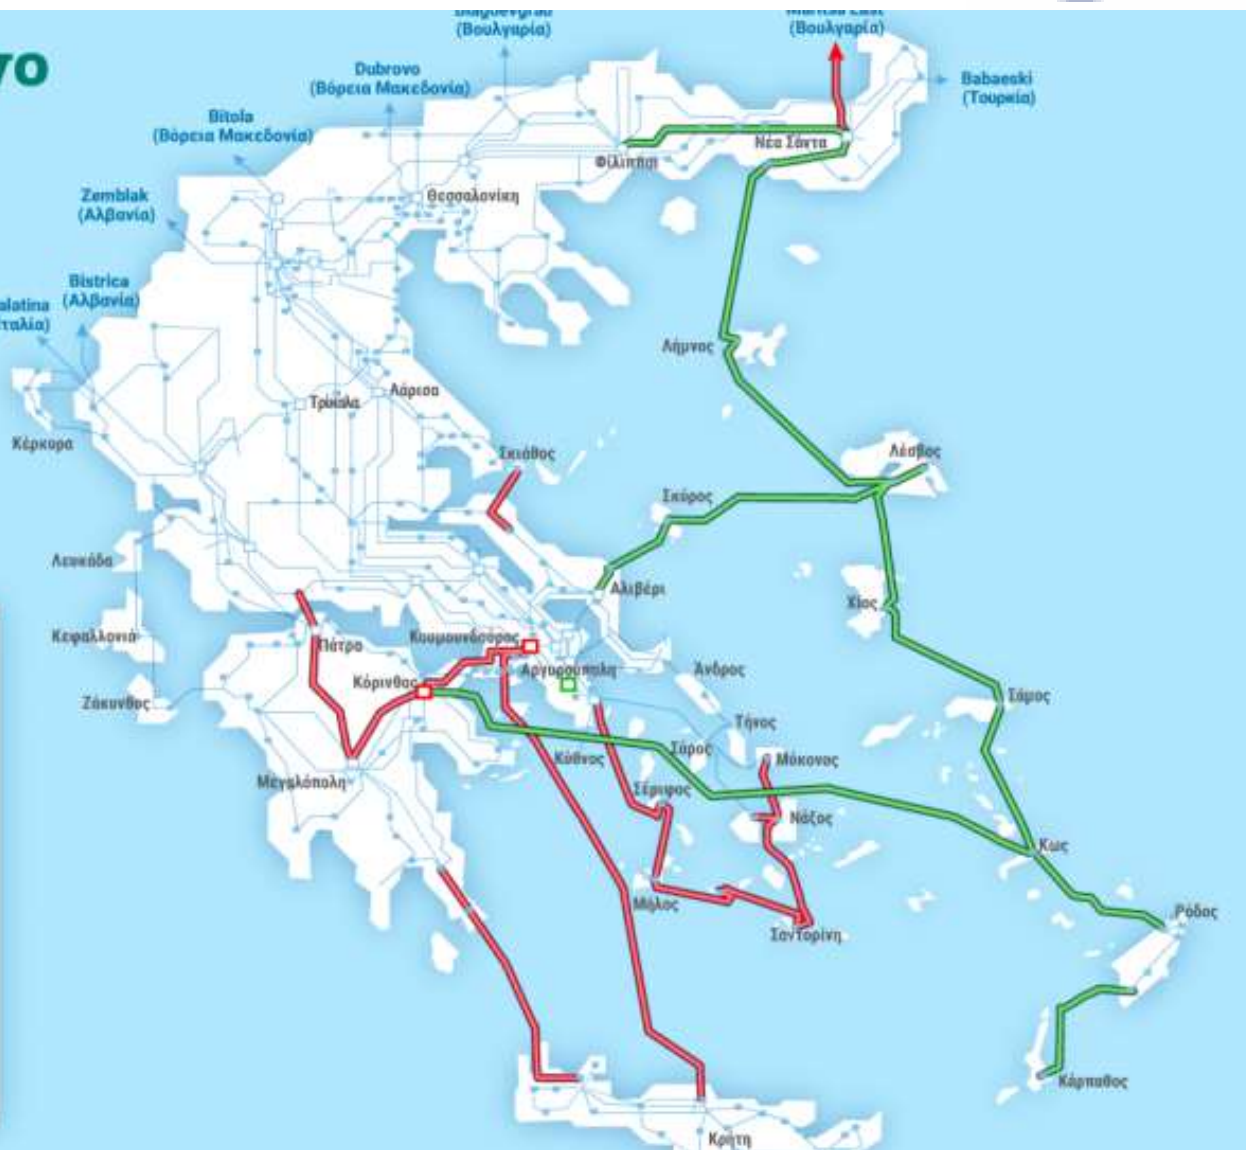 νο
(Βουλγαρία)
(Βουλγαρία)
Dubrovo
(Βόρεια Μακεδονία)
Babaeski
(Τουρκία)
Bitola
(Βόρεια Μακεδονία)
Νέα Σάντα
Φίλιπποι
Zemblak
(Αλβανία)
Θεσσαλονίκη
Bistrica
(Αλβανία)
alatina
ταλία)
Λήμνος
Λάρισα
Τρίκαλα
Κέρκυρα
Σκιάθος
Λέσβος
Σκύρος
Λευκάδα
Αλιβέρι
Χίος
Κεφαλλονιά
Πάτρα
Κουμουνδούρος
Αργυρούπολη
Άνδρος
Κόρινθος
Ζάκυνθος
Σάμος
Τήνος
Σύρος
Κύθνος
Μύκονος
Μεγαλόπολη
Σέριφος
Νάξος
Κως
Μήλος
Ρόδος
Σαντορίνη
Κάρπαθος
Κρήτη